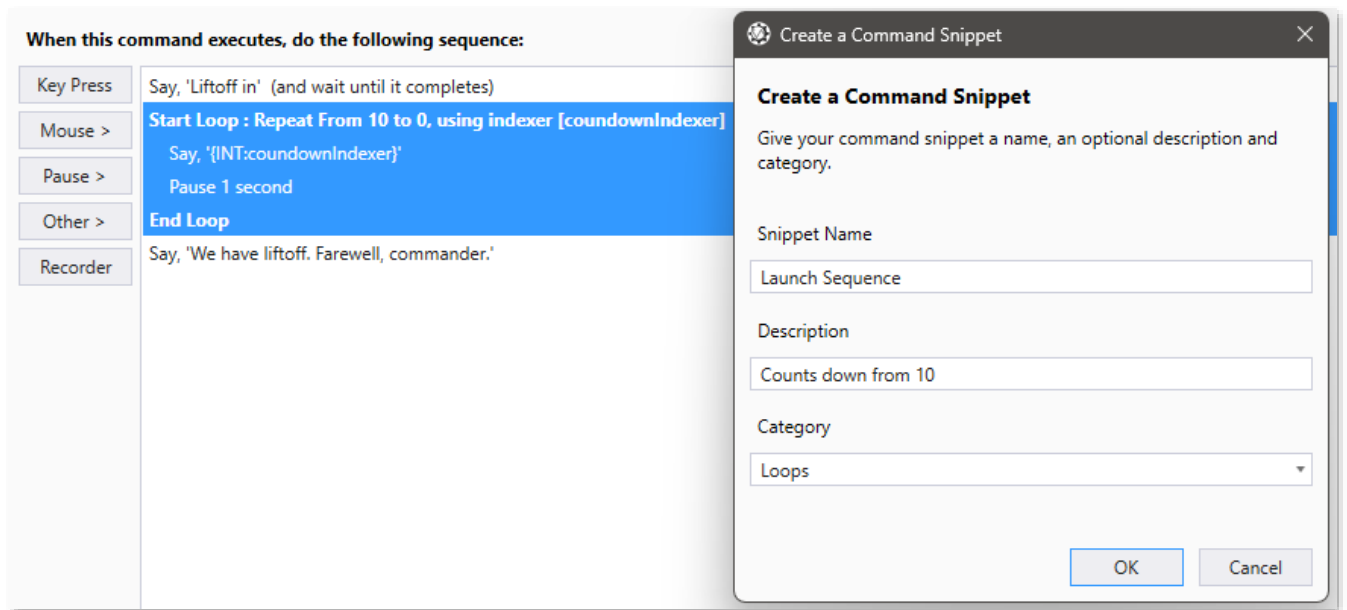 When this command executes, do the following sequence:
Key Press
Mouse >
Pause >
Other >
Recorder
Say, 'Liftoff in'  (and wait until it completes)
Start Loop : Repeat From 10 to 0, using indexer [coundownIndexer]
Say, '{INT:coundownIndexer}'
Pause 1 second
End Loop
Say, 'We have liftoff. Farewell, commander.'
Create a Command Snippet
Create a Command Snippet
Give your command snippet a name, an optional description and
category.
Snippet Name
Launch Sequence
Description
Counts down from 10
Category
Loops
OK
Cancel